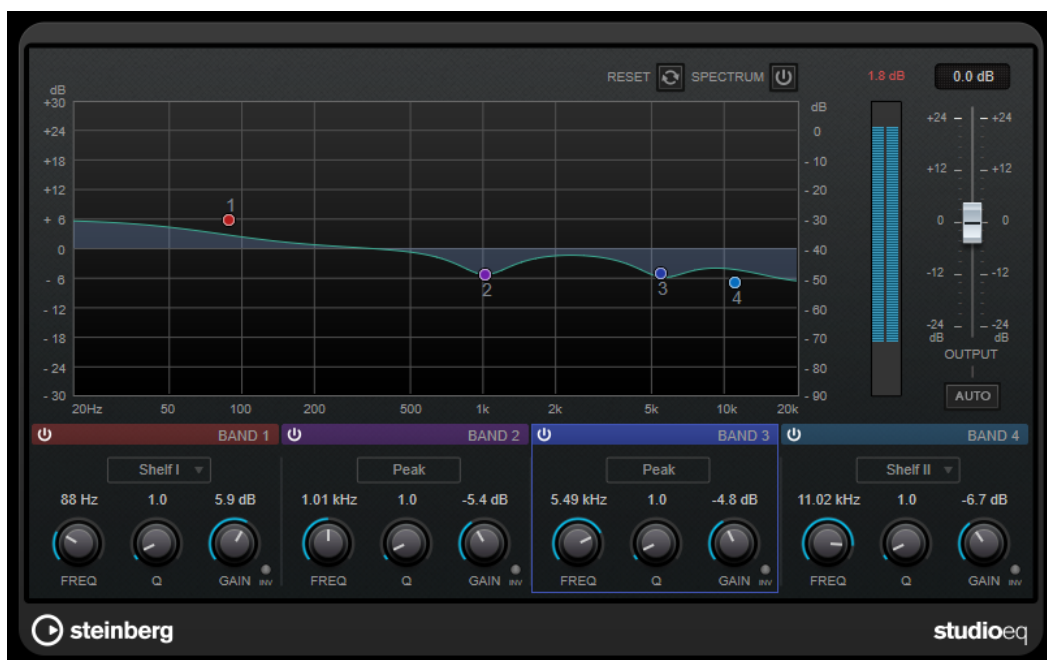 RESET SPECTRUM 1.8 dB 0.0 dB
dB
+30 dB
+24 0 +24 +24
+18 - 10
+12 - 20 +12 +12
+ 6 1 - 30 0 0
0 - 40
- 6 2 3 4 - 50 -12 -12
- 12 - 60
- 18 - 70 -24 -24
dB dB
- 24 - 80 OUTPUT
- 30 - 90 AUTO
20Hz 50 100 200 500 1k 2k 5k 10k 20k
BAND 1 BAND 2 BAND 3 BAND 4
Shelf I Peak Peak Shelf II
88 Hz 1.0 5.9 dB 1.01 kHz 1.0 -5.4 dB 5.49 kHz 1.0 -4.8 dB 11.02 kHz 1.0 -6.7 dB
FREQ Q GAIN INV FREQ Q GAIN INV FREQ Q GAIN INV FREQ Q GAIN INV
steinberg studioeq